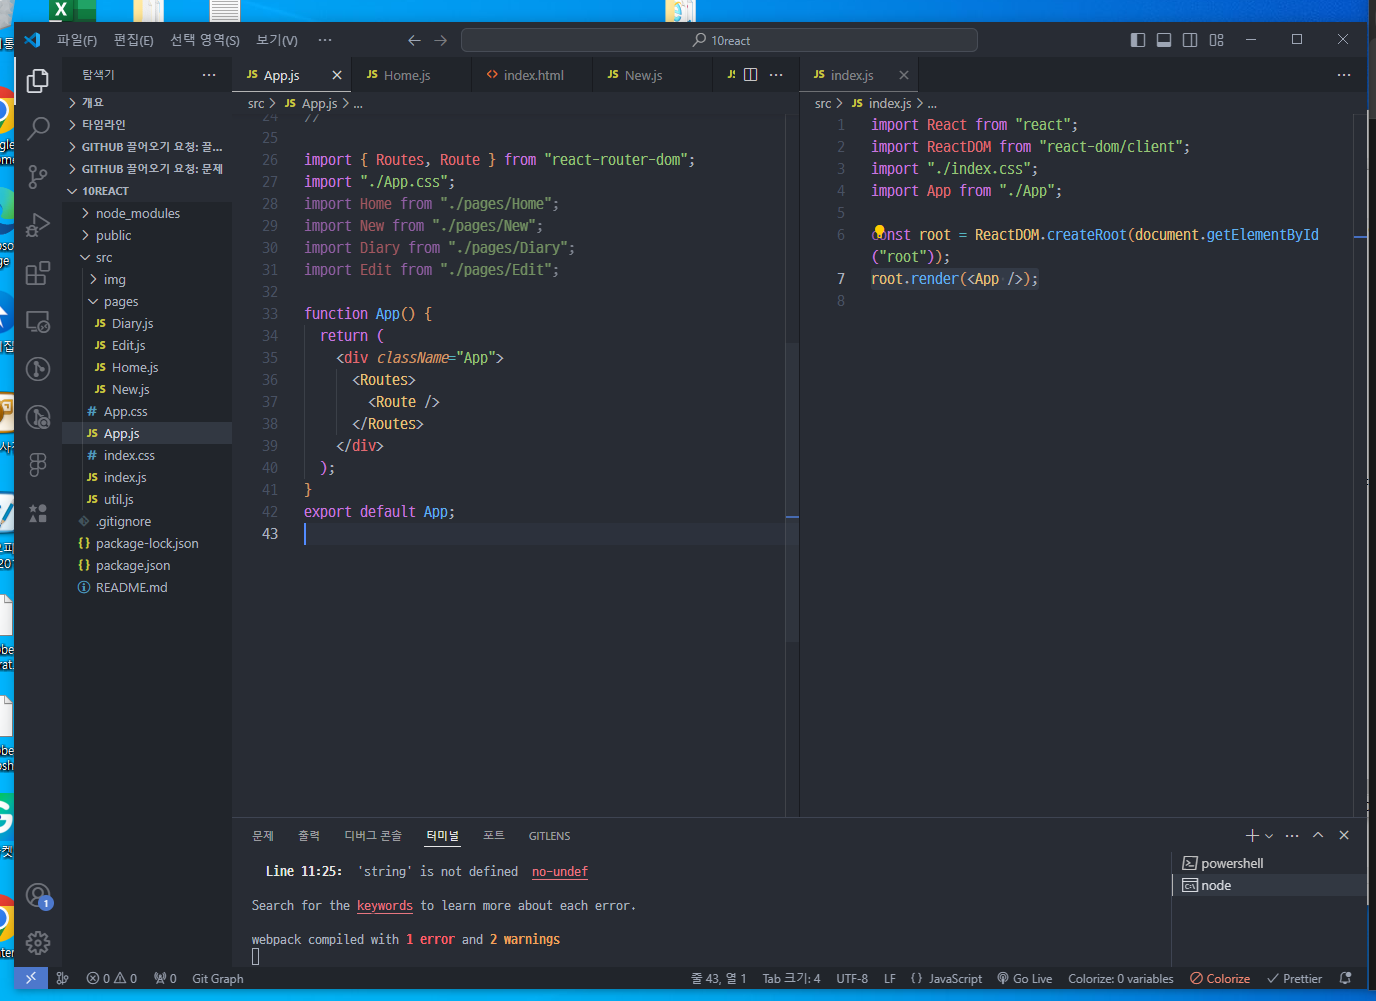 파일(F) 편집(E) 선택 영역(S) 보기(V) ··· 10react
탐색기 ···
개요
타임라인
GITHUB 끌어오기 요청: 끌...
GITHUB 끌어오기 요청: 문제
10REACT
node_modules
public
src
img
pages
JS Diary.js
JS Edit.js
JS Home.js
JS New.js
# App.css
JS App.js
# index.css
JS index.js
JS util.js
.gitignore
{} package-lock.json
{} package.json
README.md
JS App.js JS Home.js <> index.html JS New.js ···
src > JS App.js > ...
24 //
25
26 import { Routes, Route } from "react-router-dom";
27 import "./App.css";
28 import Home from "./pages/Home";
29 import New from "./pages/New";
30 import Diary from "./pages/Diary";
31 import Edit from "./pages/Edit";
32
33 function App() {
34 return (
35 <div className="App">
36 <Routes>
37 <Route />
38 </Routes>
39 </div>
40 );
41 }
42 export default App;
43
JS index.js ···
src > JS index.js > ...
1 import React from "react";
2 import ReactDOM from "react-dom/client";
3 import "./index.css";
4 import App from "./App";
5
6 const root = ReactDOM.createRoot(document.getElementById
("root"));
7 root.render(<App />);
8
문제 출력 디버그 콘솔 터미널 포트 GITLENS
Line 11:25: 'string' is not defined no-undef
Search for the keywords to learn more about each error.
webpack compiled with 1 error and 2 warnings
powershell
node
1
0 0 0 Git Graph 줄 43, 열 1 Tab 크기: 4 UTF-8 LF {} JavaScript Go Live Colorize: 0 variables Colorize Prettier